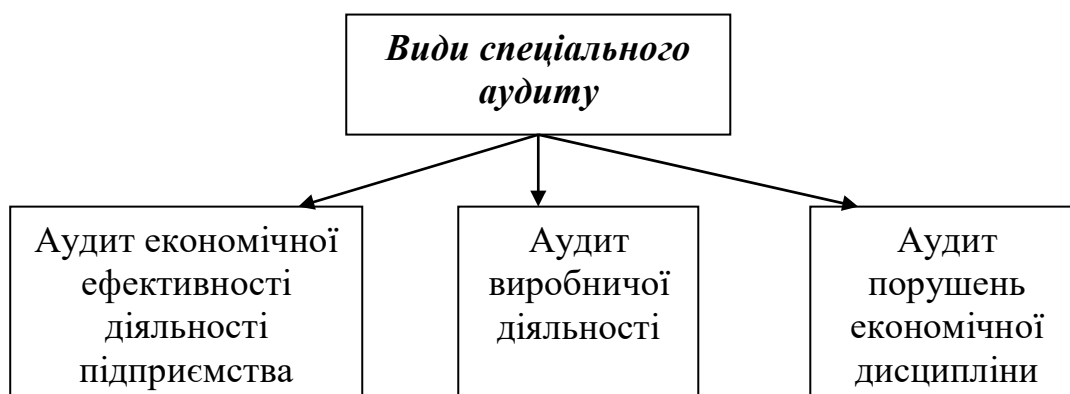 Види спеціального
аудиту
Аудит економічної
ефективності
діяльності
підприємства
Аудит
виробничої
діяльності
Аудит
порушень
економічної
дисципліни